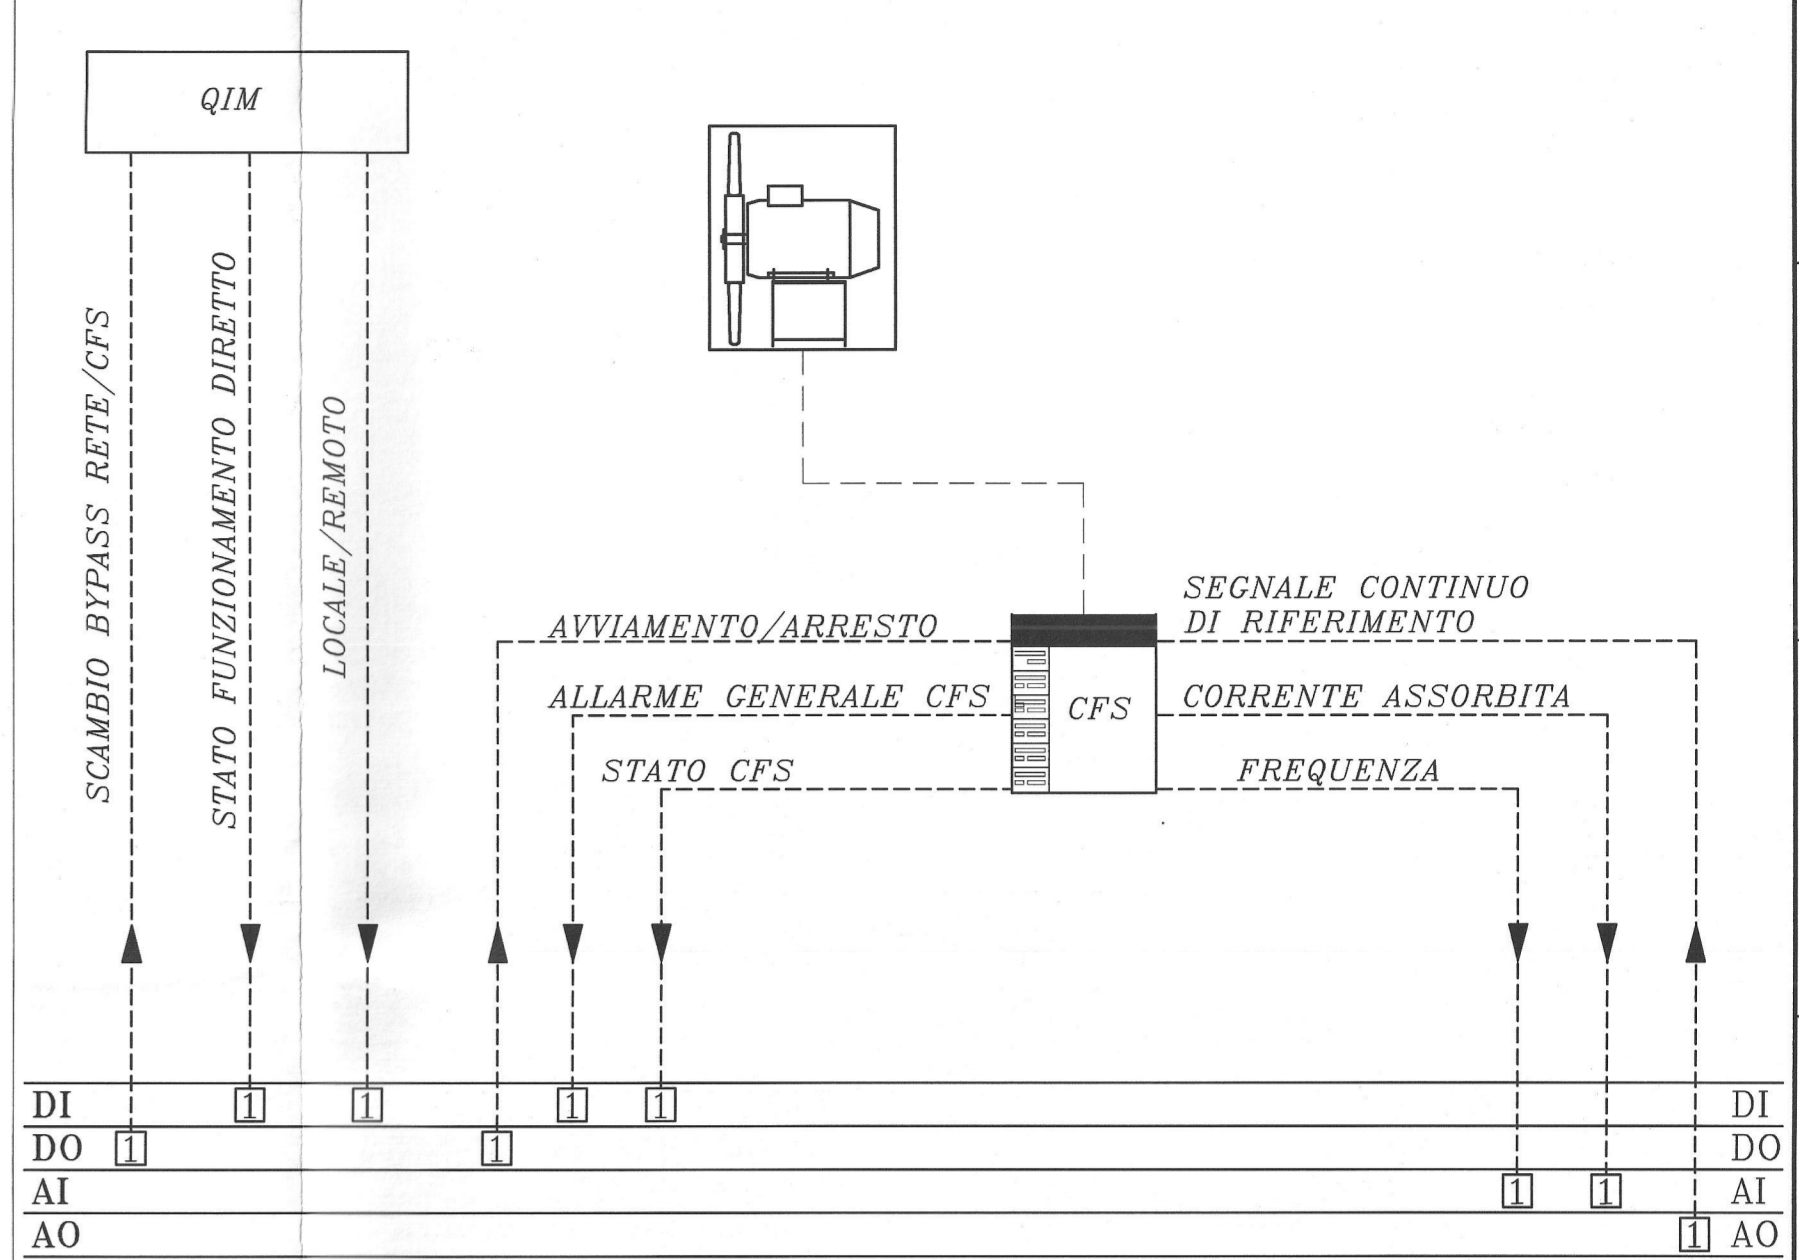 QIM
SCAMBIO BYPASS RETE/CFS
STATO FUNZIONAMENTO DIRETTO
LOCALE/REMOTO
AVVIAMENTO/ARRESTO
ALLARME GENERALE CFS
STATO CFS
CFS
SEGNALE CONTINUO
DI RIFERIMENTO
CORRENTE ASSORBITA
FREQUENZA
DI 1 1 1 1 DI
DO 1 1 DO
AI 1 1 AI
AO 1 AO